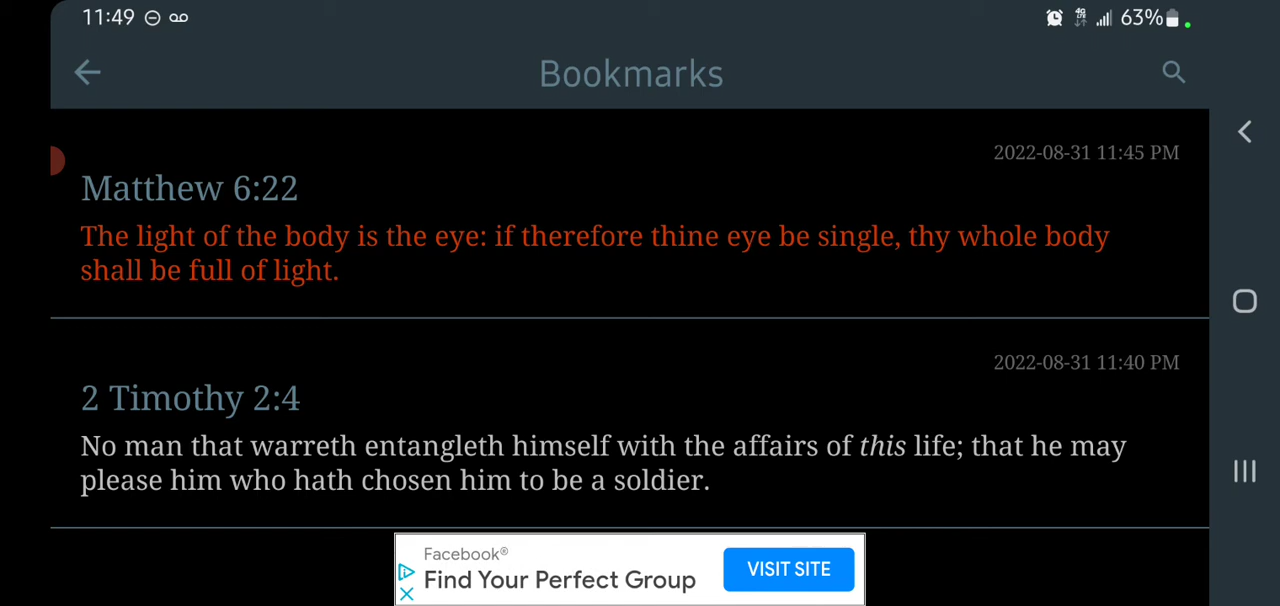 11:49
63%
Bookmarks
2022-08-31 11:45 PM
Matthew 6:22
The light of the body is the eye: if therefore thine eye be single, thy whole body
shall be full of light.
2022-08-31 11:40 PM
2 Timothy 2:4
No man that warreth entangleth himself with the affairs of this life; that he may
please him who hath chosen him to be a soldier.
Facebook®
Find Your Perfect Group
VISIT SITE